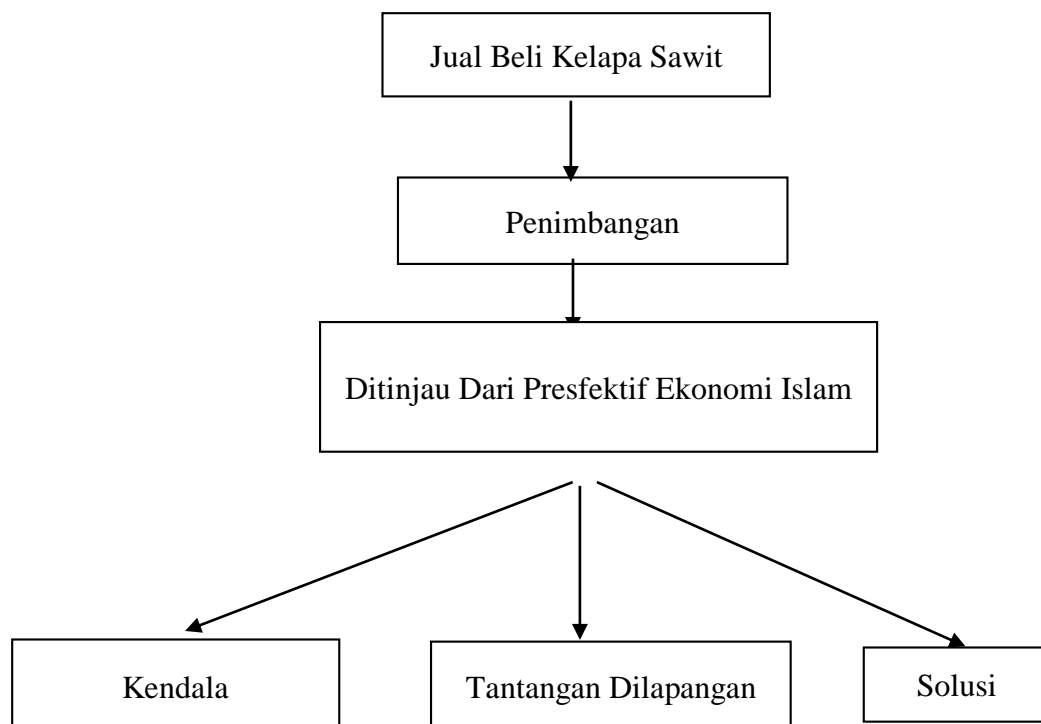 Jual Beli Kelapa Sawit
Penimbangan
Ditinjau Dari Presfektif Ekonomi Islam
Kendala
Tantangan Dilapangan
Solusi